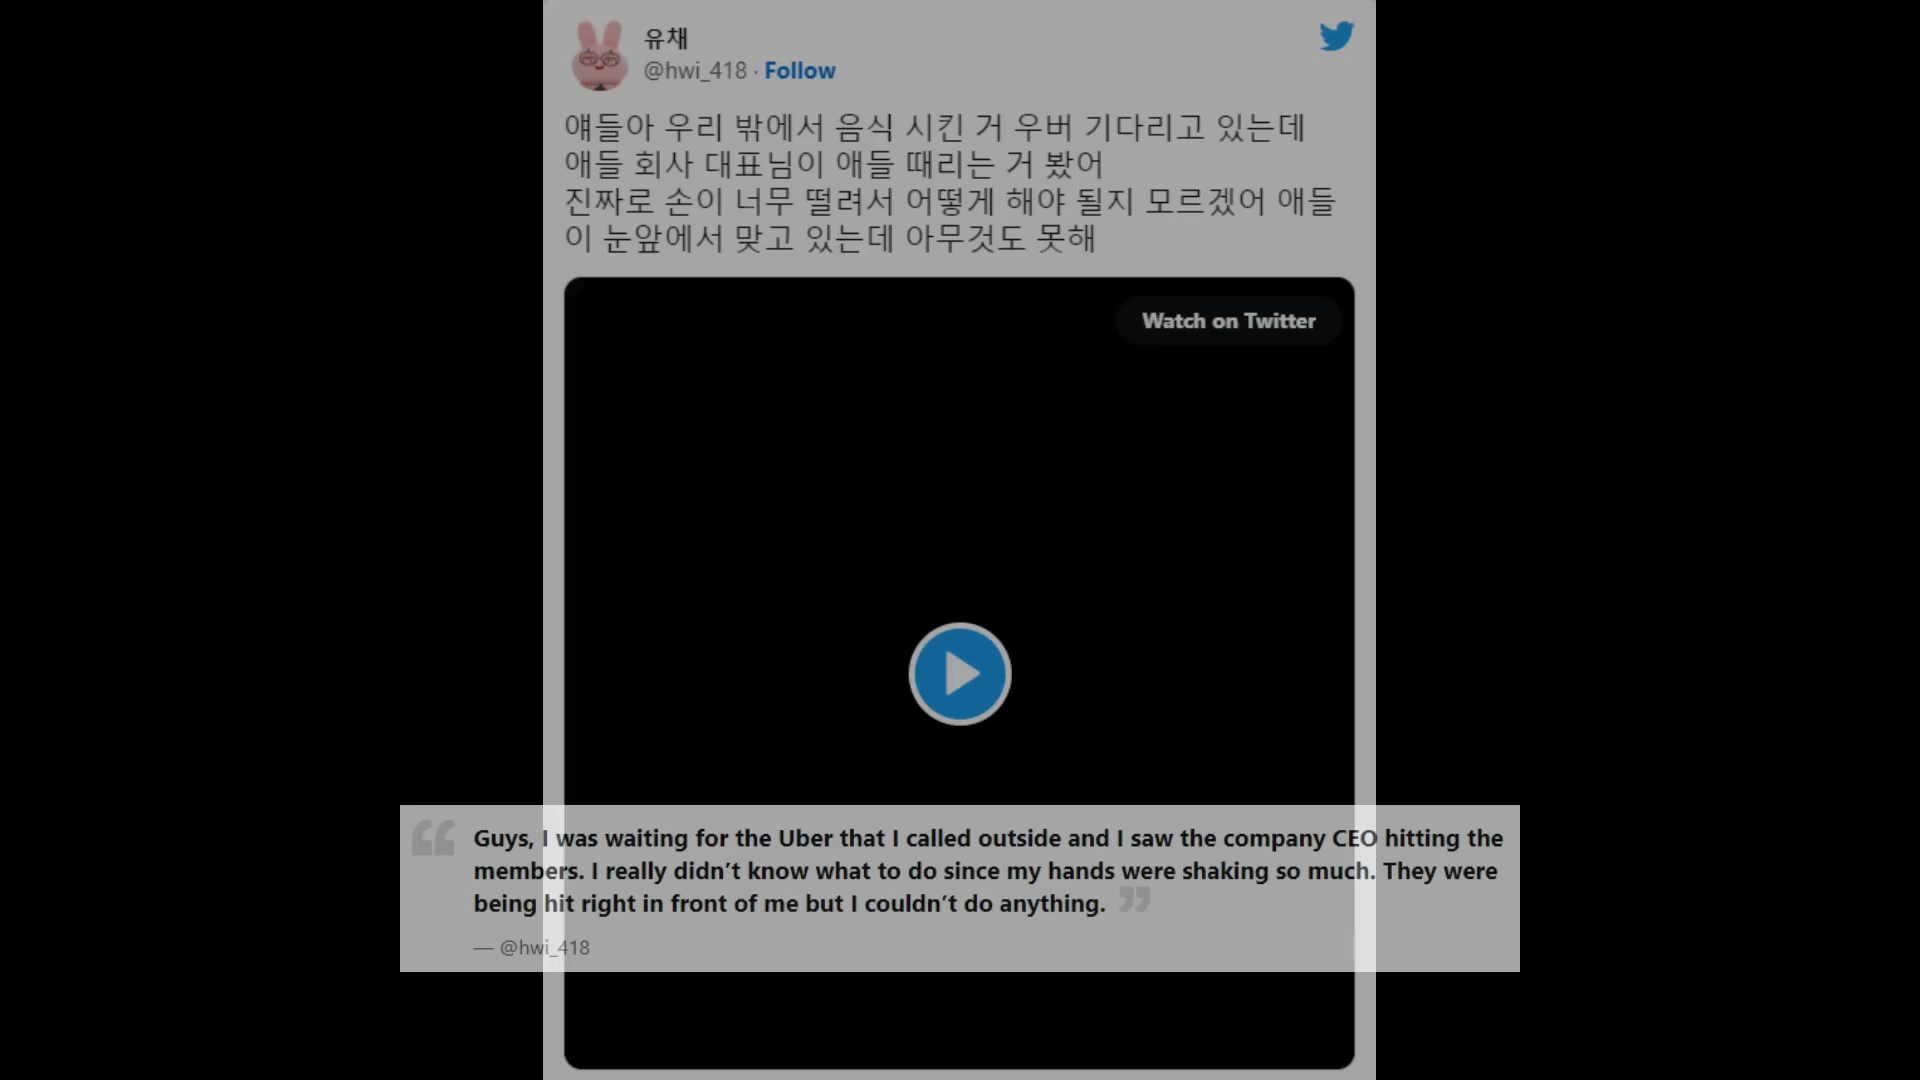 유채
@hwi_418 · Follow
얘들아 우리 밖에서 음식 시킨 거 우버 기다리고 있는데
애들 회사 대표님이 애들 때리는 거 봤어
진짜로 손이 너무 떨려서 어떻게 해야 될지 모르겠어 애들
이 눈앞에서 맞고 있는데 아무것도 못해
Watch on Twitter
“ Guys, I was waiting for the Uber that I called outside and I saw the company CEO hitting the
members. I really didn’t know what to do since my hands were shaking so much. They were
being hit right in front of me but I couldn’t do anything. ”
— @hwi_418